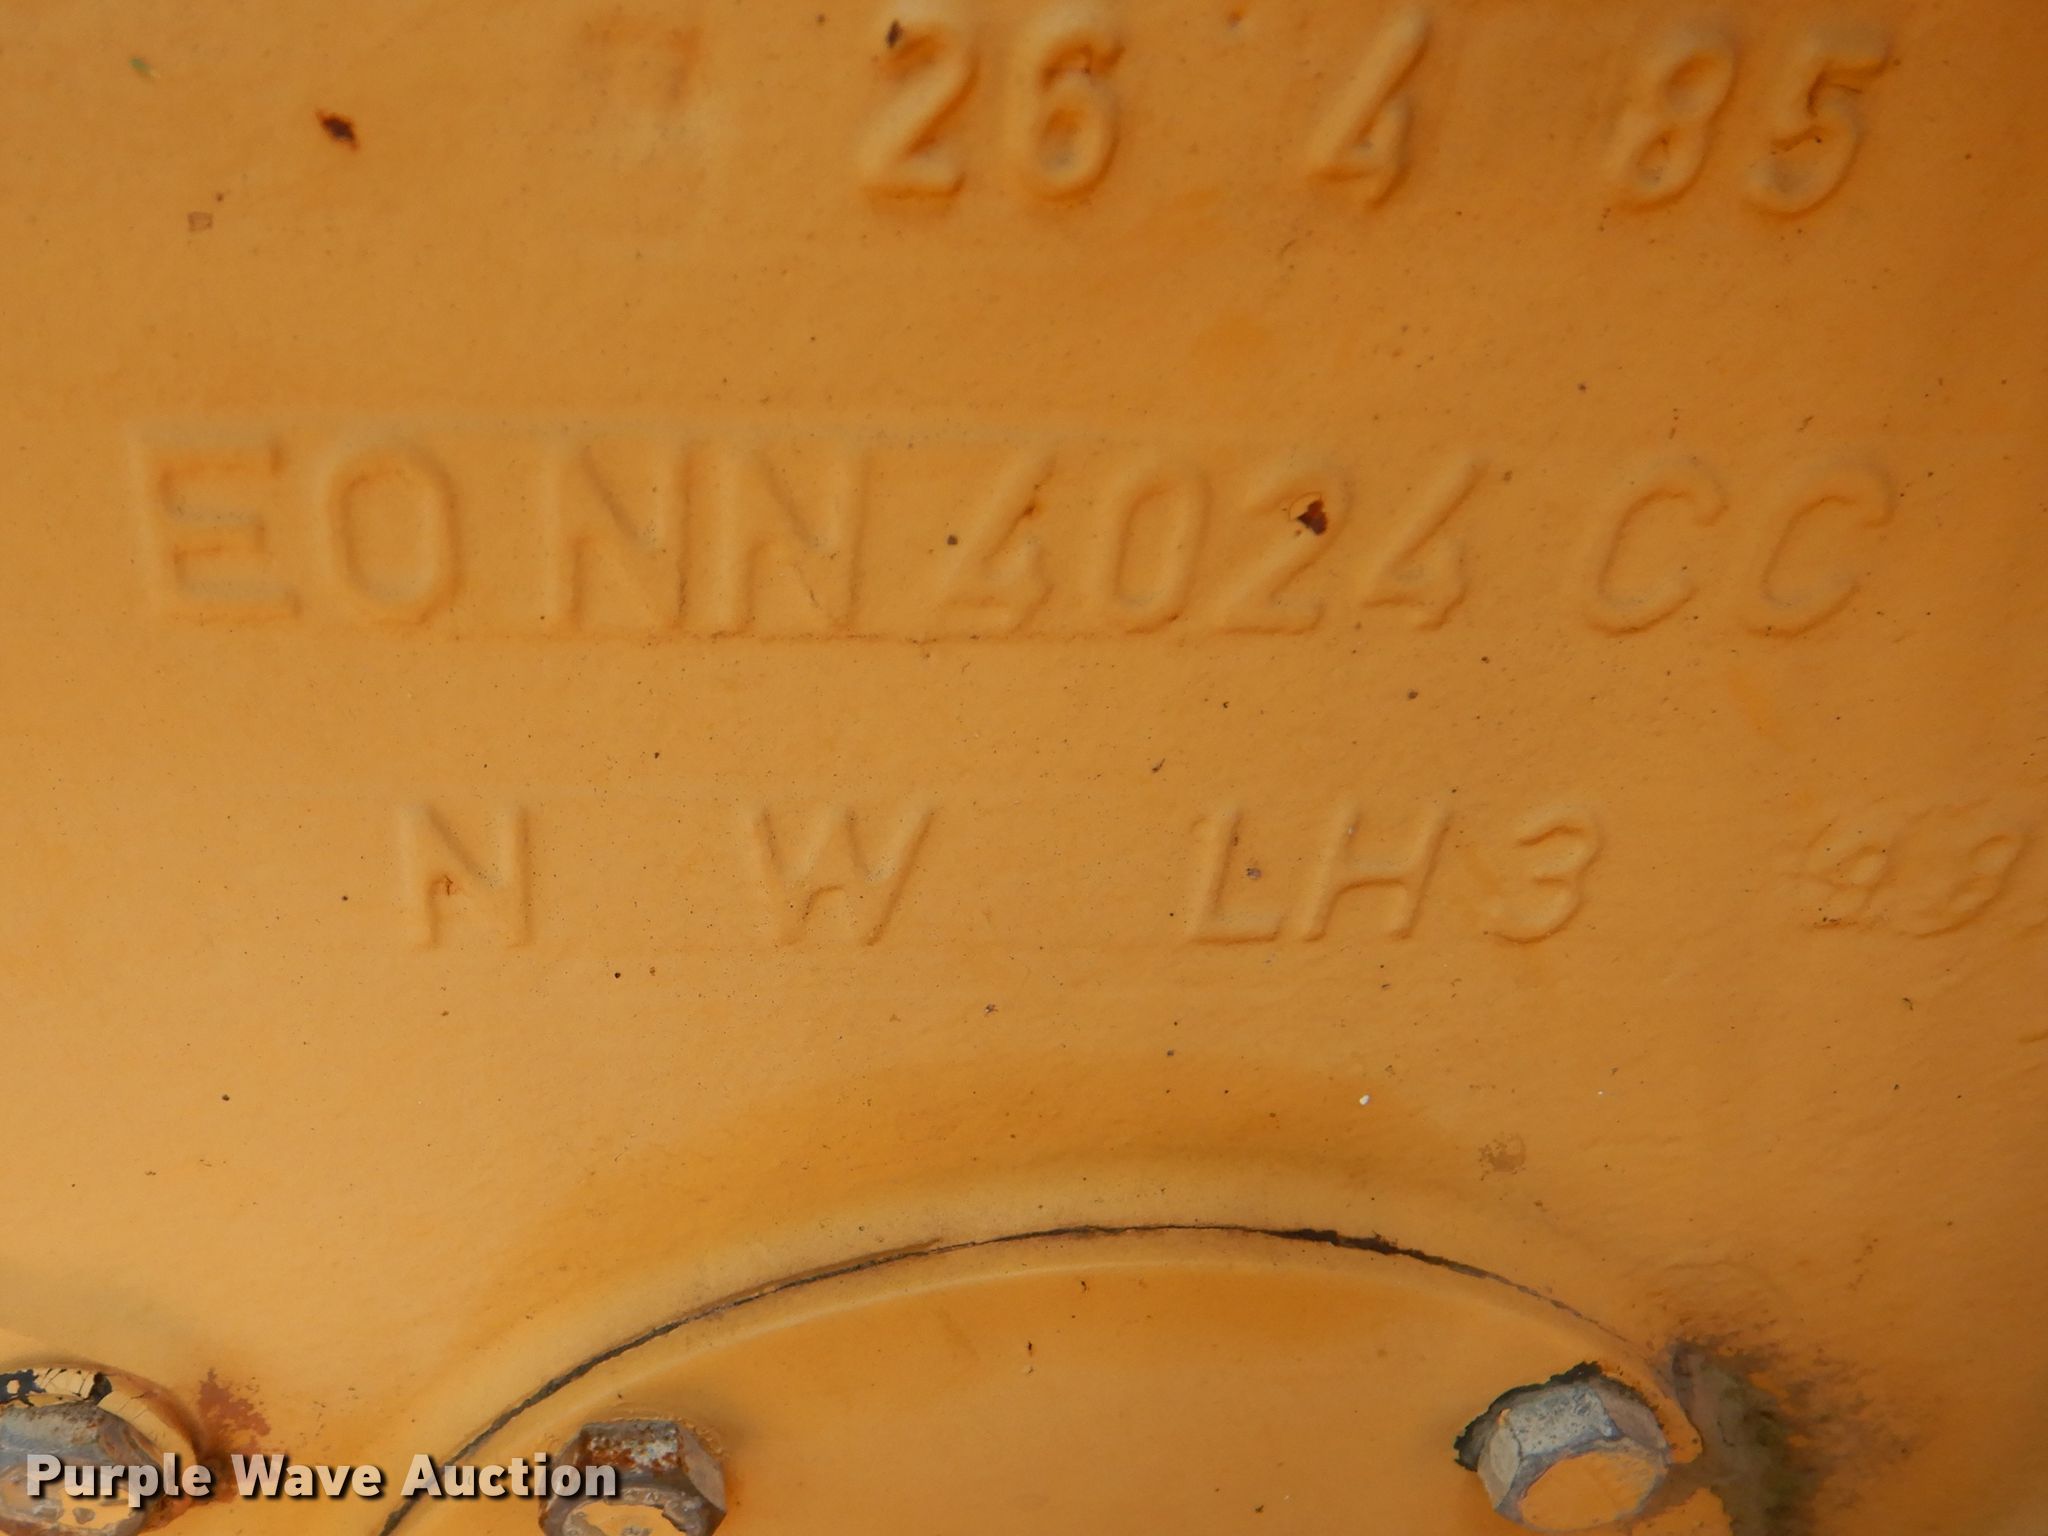 26 4 85
EONN4024CC
N W LH3
Purple Wave Auction